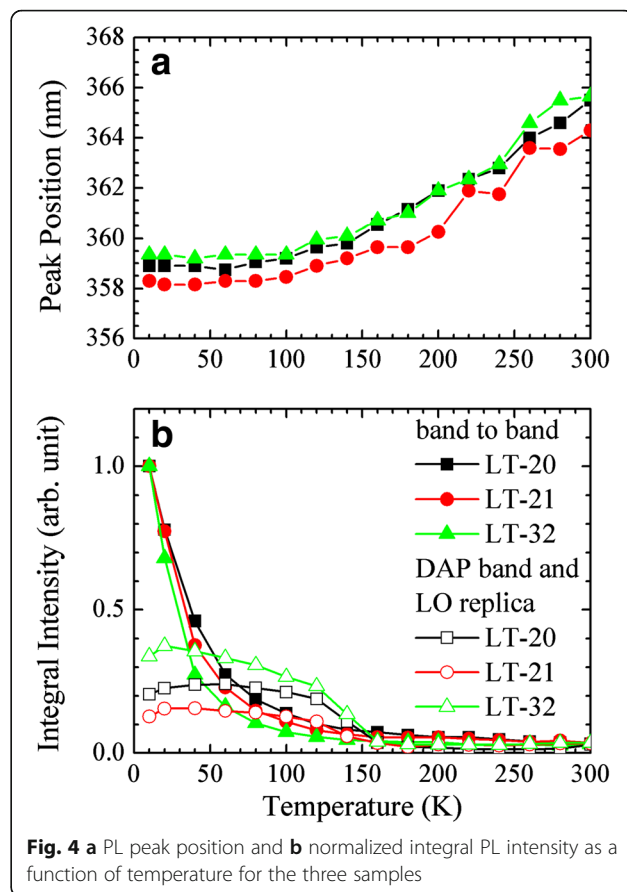 368
a
366
364
362
360
358
356
Peak Position (nm)
0 50 100 150 200 250 300
b
1.0
0.5
0.0
Integral Intensity (arb. unit)
band to band
LT-20
LT-21
LT-32
DAP band and
LO replica
LT-20
LT-21
LT-32
0 50 100 150 200 250 300
Temperature (K)
Fig. 4 a PL peak position and b normalized integral PL intensity as a
function of temperature for the three samples